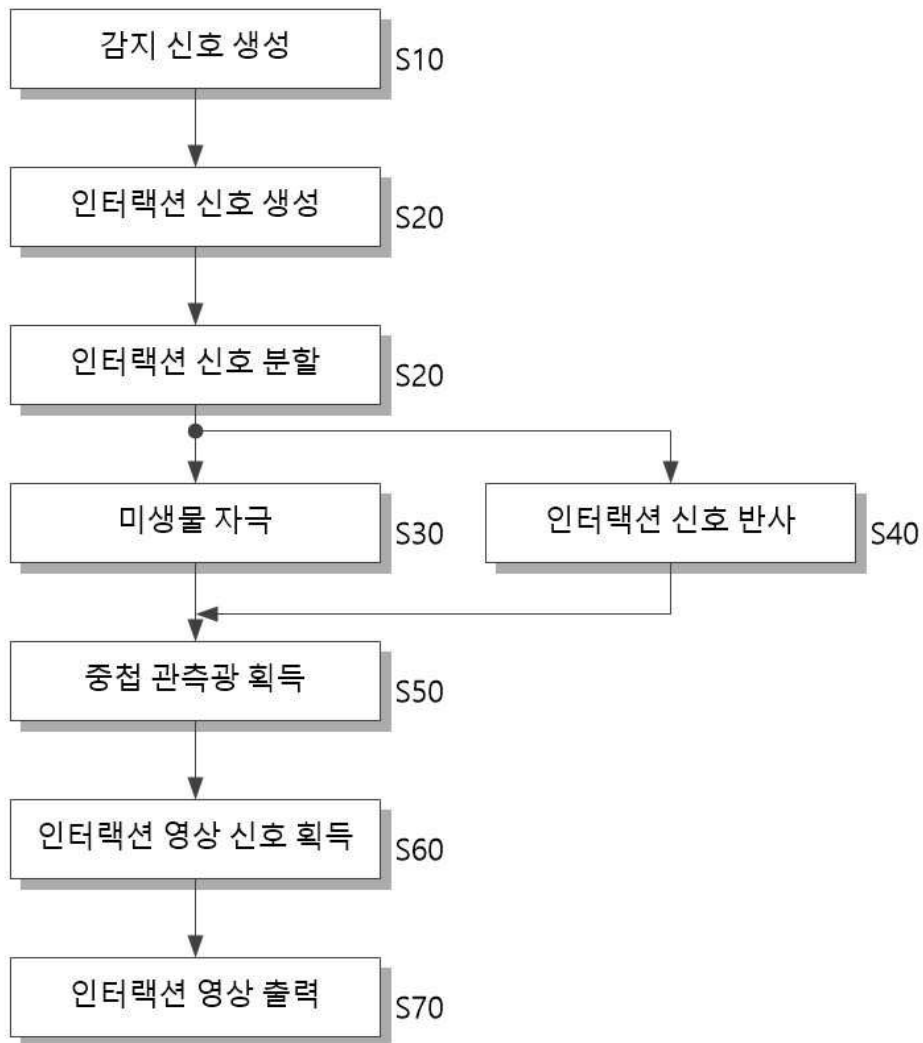 감지 신호 생성
S10
인터랙션 신호 생성
S20
인터랙션 신호 분할
S20
미생물 자극
S30
인터랙션 신호 반사
S40
중첩 관측광 획득
S50
인터랙션 영상 신호 획득
S60
인터랙션 영상 출력
S70